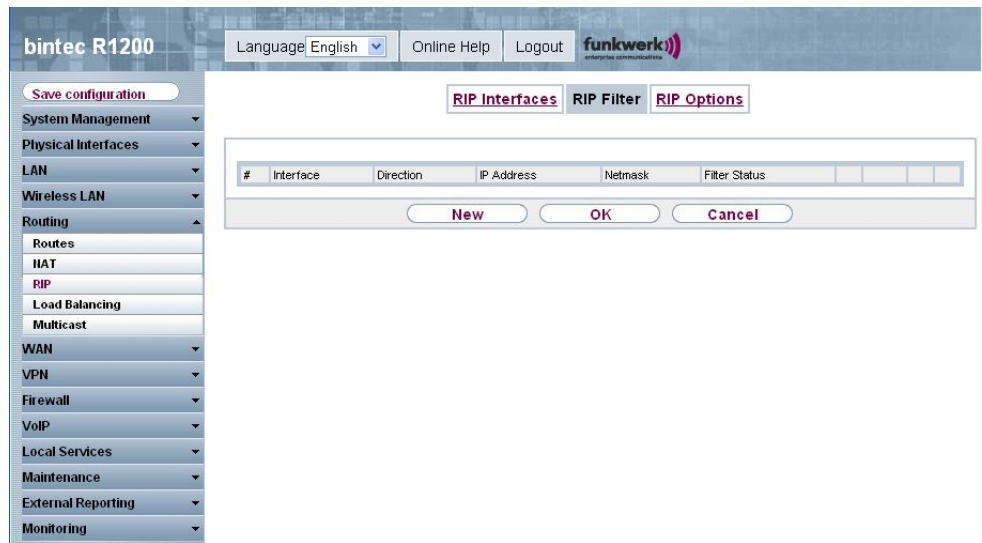 bintec R1200
Language English Online Help Logout funkwerk
enterprise communications
Save configuration
System Management
Physical Interfaces
LAN
Wireless LAN
Routing
Routes
NAT
RIP
Load Balancing
Multicast
WAN
VPN
Firewall
VoIP
Local Services
Maintenance
External Reporting
Monitoring
RIP Interfaces RIP Filter RIP Options
# Interface Direction IP Address Netmask Filter Status
New OK Cancel